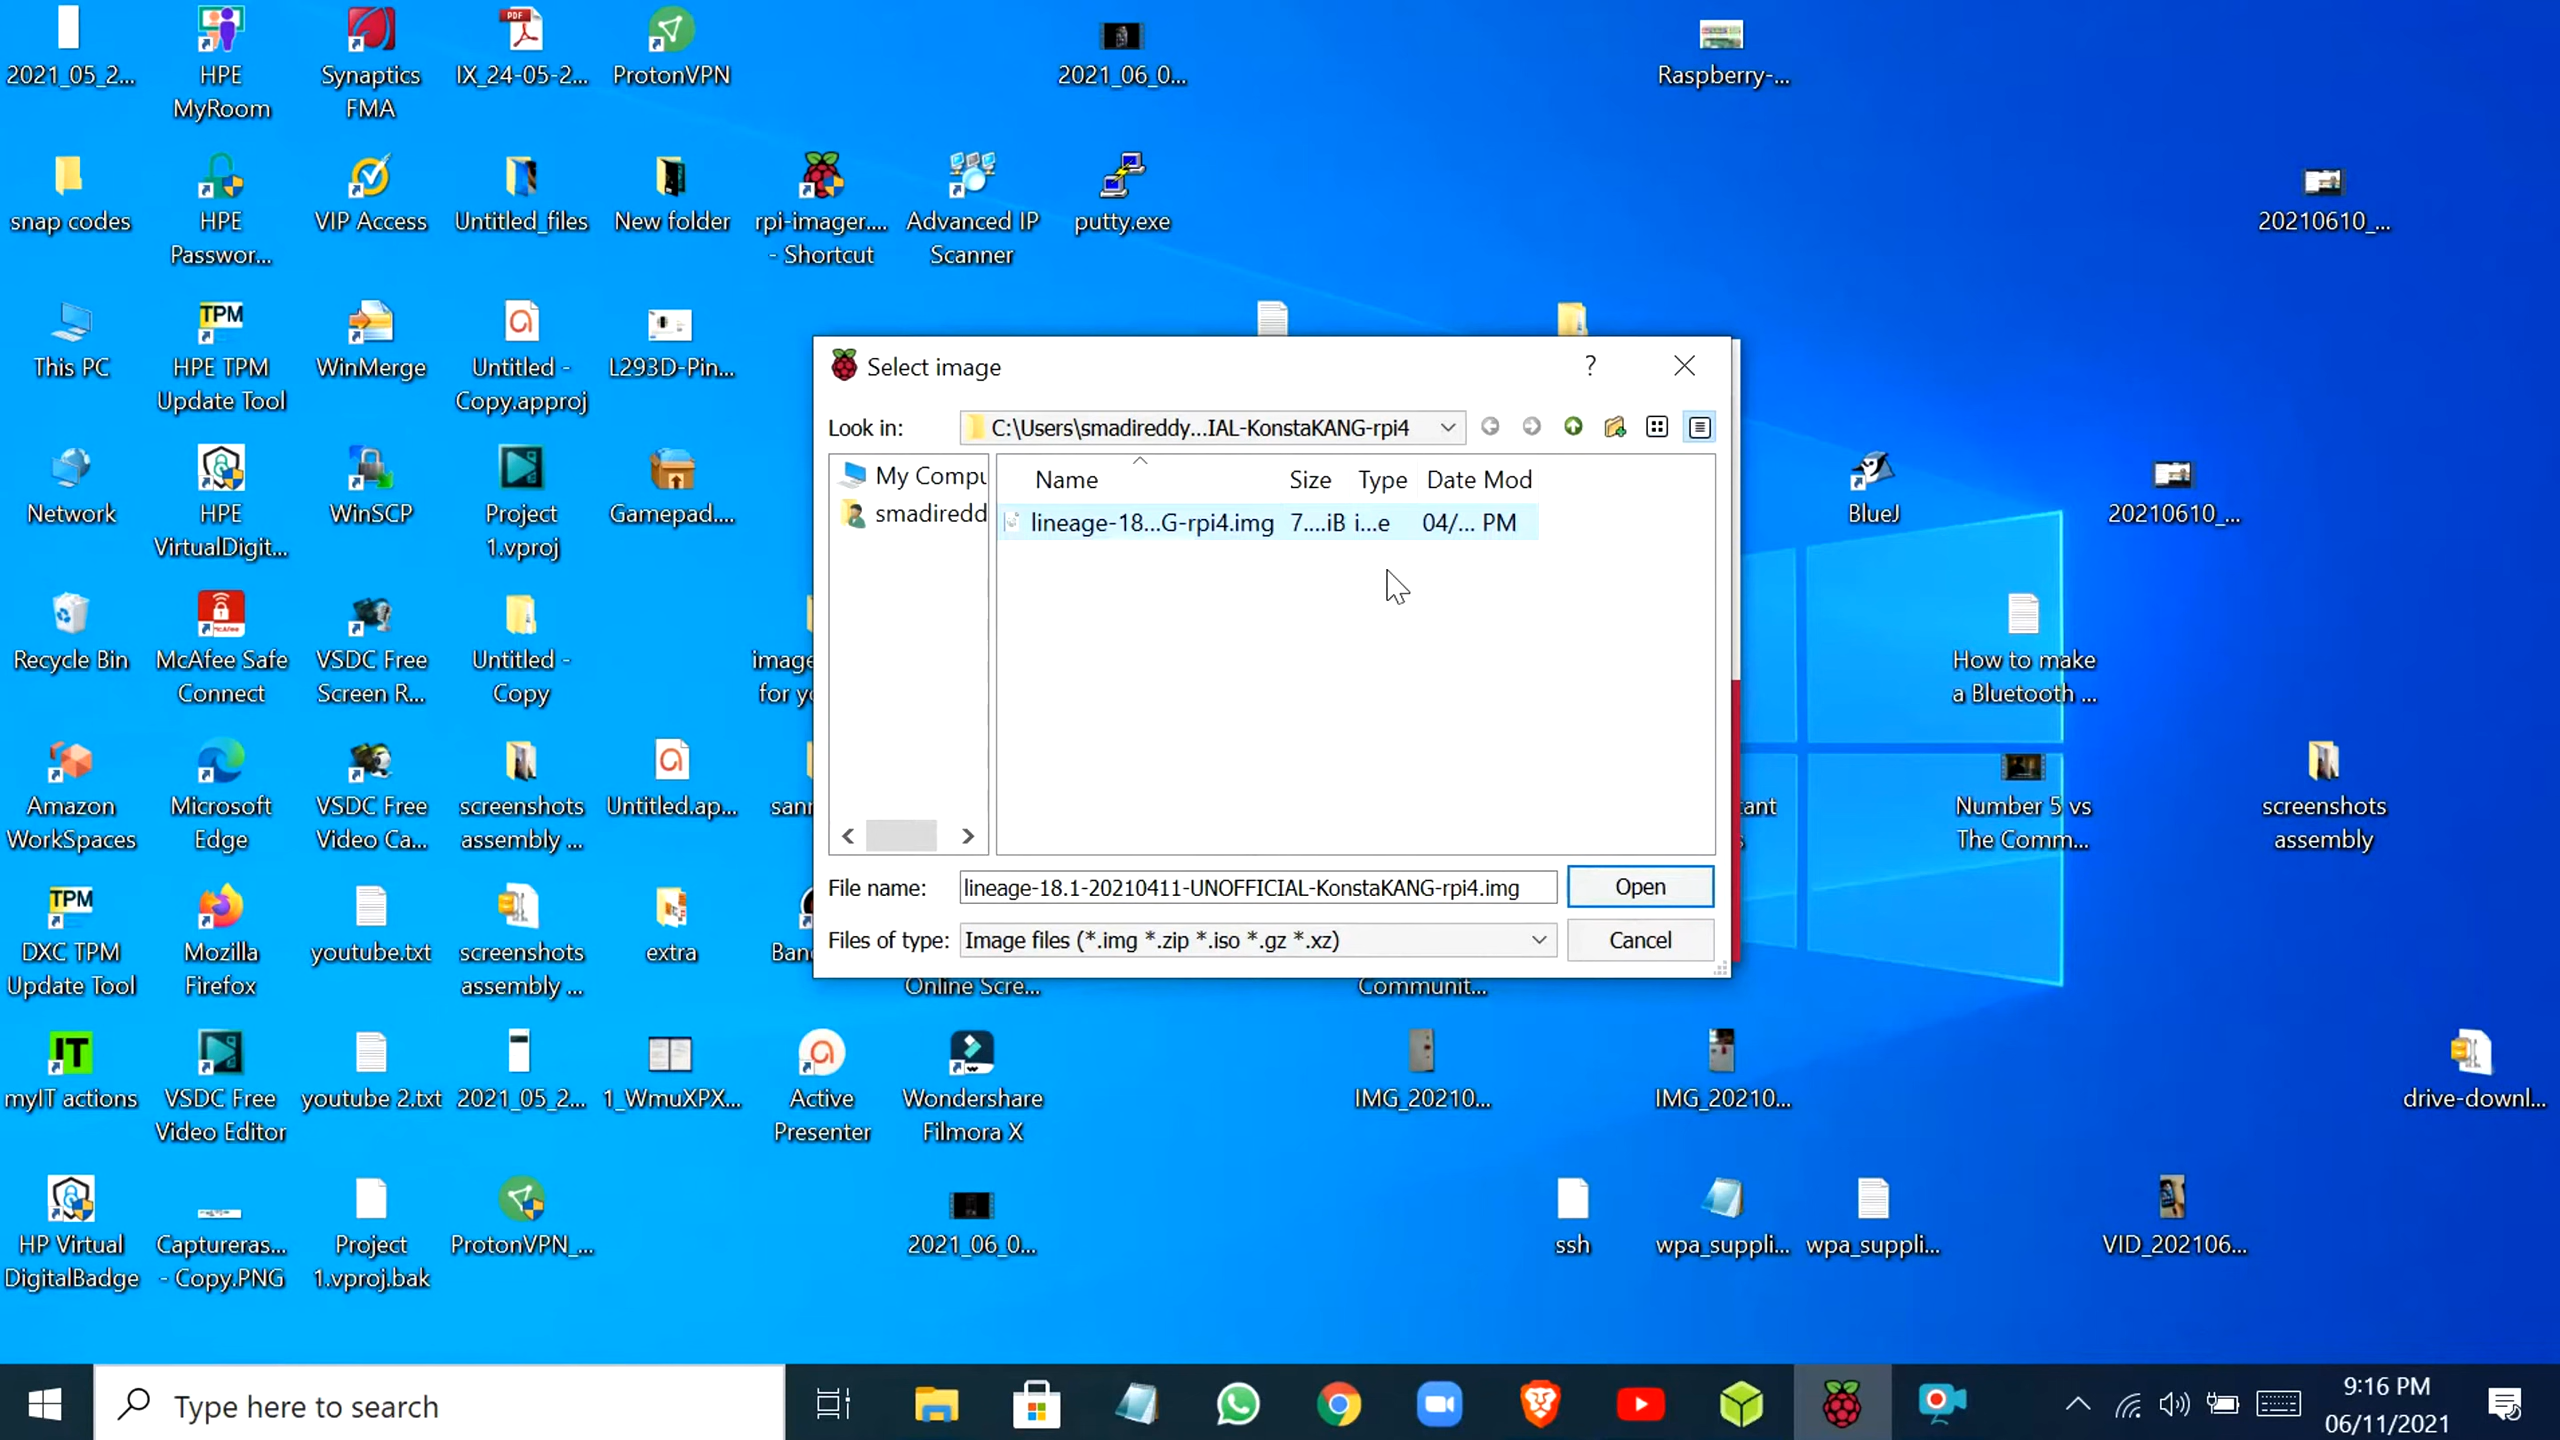 2021_05_2...
HPE
MyRoom
Synaptics
FMA
PDF
IX_24-05-2...
ProtonVPN
2021_06_0...
Raspberry-...
snap codes
HPE
Passwor...
VIP Access
Untitled_files
New folder
rpi-imager....
- Shortcut
Advanced IP
Scanner
putty.exe
20210610_...
This PC
TPM
HPE TPM
Update Tool
WinMerge
Untitled -
Copy.approj
L293D-Pin...
Network
HPE
VirtualDigit...
WinSCP
Project
1.vproj
Gamepad....
BlueJ
20210610_...
Recycle Bin
McAfee
McAfee Safe
Connect
VSDC Free
Screen R...
Untitled -
Copy
image
How to make
a Bluetooth ...
Amazon
WorkSpaces
Microsoft
Edge
VSDC Free
Video Ca...
screenshots
assembly ...
Untitled.ap...
Number 5 vs
The Comm...
screenshots
assembly
TPM
DXC TPM
Update Tool
Mozilla
Firefox
youtube.txt
screenshots
assembly ...
extra
Online Scre...
Communit...
IT
myIT actions
VSDC Free
Video Editor
youtube 2.txt
2021_05_2...
1_WmuXPX...
Active
Presenter
Wondershare
Filmora X
IMG_20210...
IMG_20210...
drive-downl...
HP Virtual
DigitalBadge
Captureras...
- Copy.PNG
Project
1.vproj.bak
ProtonVPN_...
2021_06_0...
ssh
wpa_suppli...
wpa_suppli...
VID_202106...
Select image
?
Look in:
C:\Users\smadireddy...IAL-KonstaKANG-rpi4
My Compu
smadiredd
Name Size Type Date Mod
lineage-18...G-rpi4.img 7....iB i...e 04/... PM
File name:
lineage-18.1-20210411-UNOFFICIAL-KonstaKANG-rpi4.img
Open
Files of type:
Image files (*.img *.zip *.iso *.gz *.xz)
Cancel
Type here to search
9:16 PM
06/11/2021